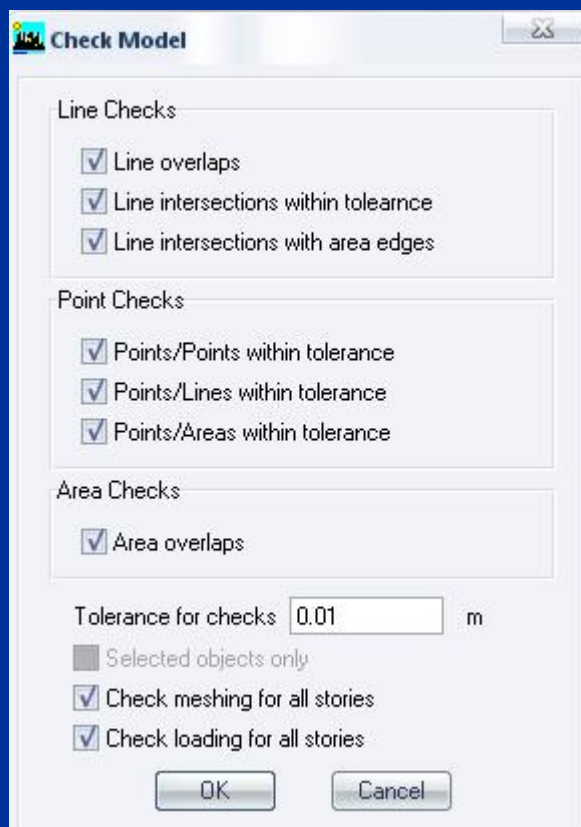 Check Model
Line Checks
Line overlaps
Line intersections within tolearnce
Line intersections with area edges
Point Checks
Points/Points within tolerance
Points/Lines within tolerance
Points/Areas within tolerance
Area Checks
Area overlaps
Tolerance for checks 0.01 m
Selected objects only
Check meshing for all stories
Check loading for all stories
OK Cancel